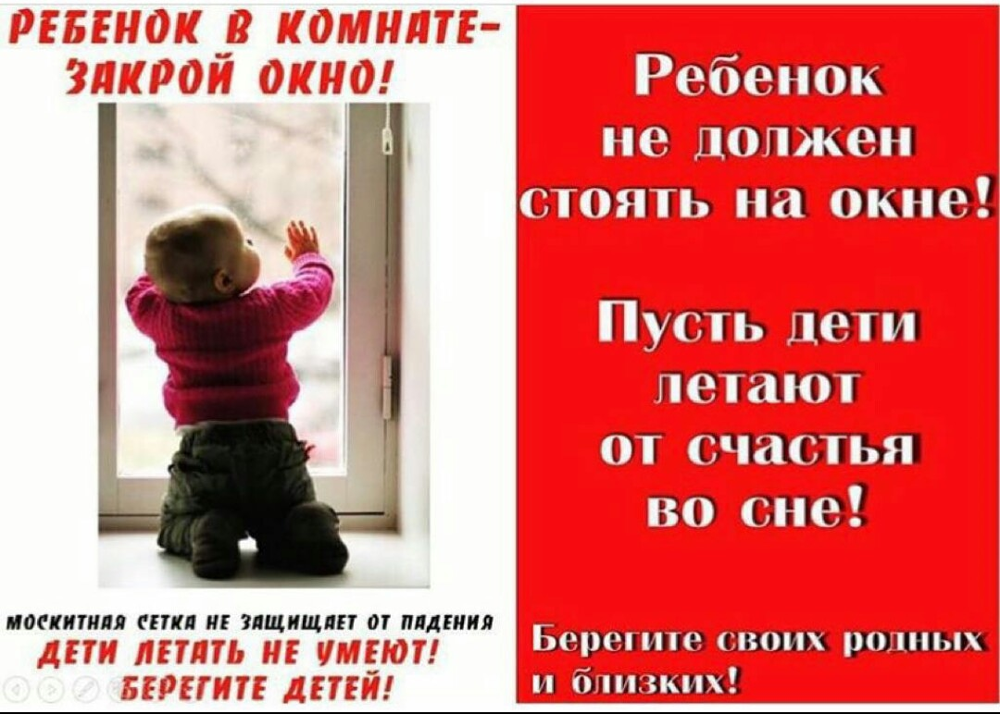 РЕБЕНОК В КОМНАТЕ-
ЗАКРОЙ ОКНО!
МОСКИТНАЯ СЕТКА НЕ ЗАЩИЩАЕТ ОТ ПАДЕНИЯ
ДЕТИ ЛЕТАТЬ НЕ УМЕЮТ!
БЕРЕГИТЕ ДЕТЕЙ!
Ребенок
не должен
стоять на окне!
Пусть дети
летают
от счастья
во сне!
Берегите своих родных
и близких!